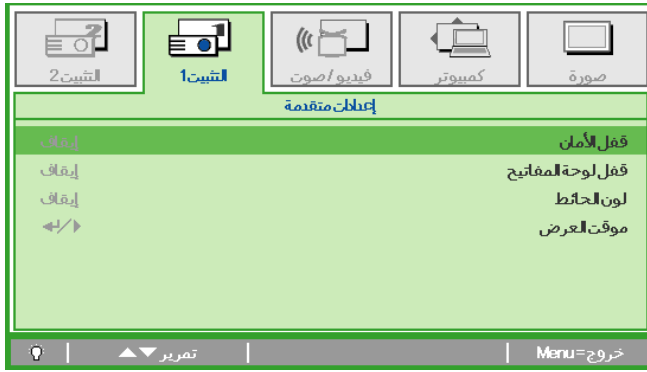 صورة
كمبيوتر
فيديو/صوت
التثبيت1
التثبيت2
إعدادات متقدمة
قفل الأمان إيقاف
قفل لوحة المفاتيح إيقاف
لون الحائط إيقاف
موقت العرض
خروج=Menu تمرير